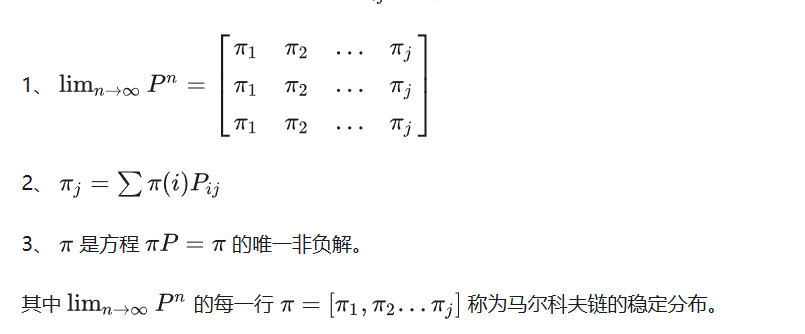 1、 $\lim_{n \to \infty} P^n = \begin{bmatrix} \pi_1 & \pi_2 & \dots & \pi_j \\ \pi_1 & \pi_2 & \dots & \pi_j \\ \pi_1 & \pi_2 & \dots & \pi_j \end{bmatrix}$
2、 $\pi_j = \sum \pi(i) P_{ij}$
3、 $\pi$ 是方程 $\pi P = \pi$ 的唯一非负解。
其中 $\lim_{n \to \infty} P^n$ 的每一行 $\pi = [\pi_1, \pi_2 \dots \pi_j]$ 称为马尔科夫链的稳定分布。